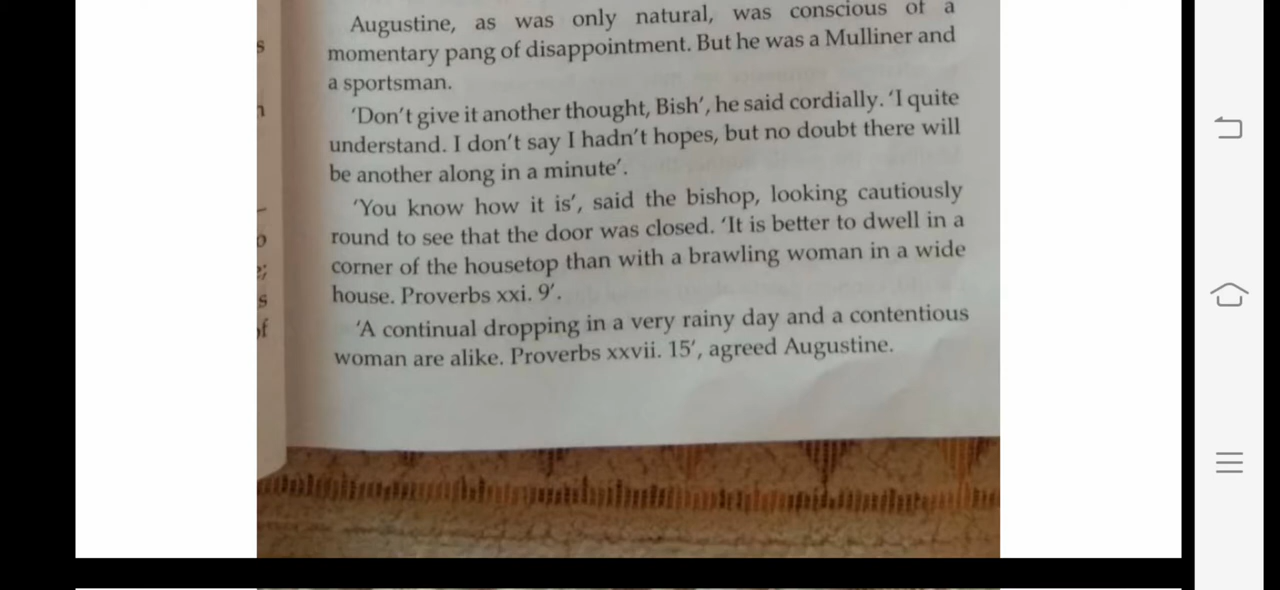 Augustine, as was only natural, was conscious of a
momentary pang of disappointment. But he was a Mulliner and
a sportsman.
‘Don’t give it another thought, Bish’, he said cordially. ‘I quite
understand. I don’t say I hadn’t hopes, but no doubt there will
be another along in a minute’.
‘You know how it is’, said the bishop, looking cautiously
round to see that the door was closed. ‘It is better to dwell in a
corner of the housetop than with a brawling woman in a wide
house. Proverbs xxi. 9’.
‘A continual dropping in a very rainy day and a contentious
woman are alike. Proverbs xxvii. 15’, agreed Augustine.